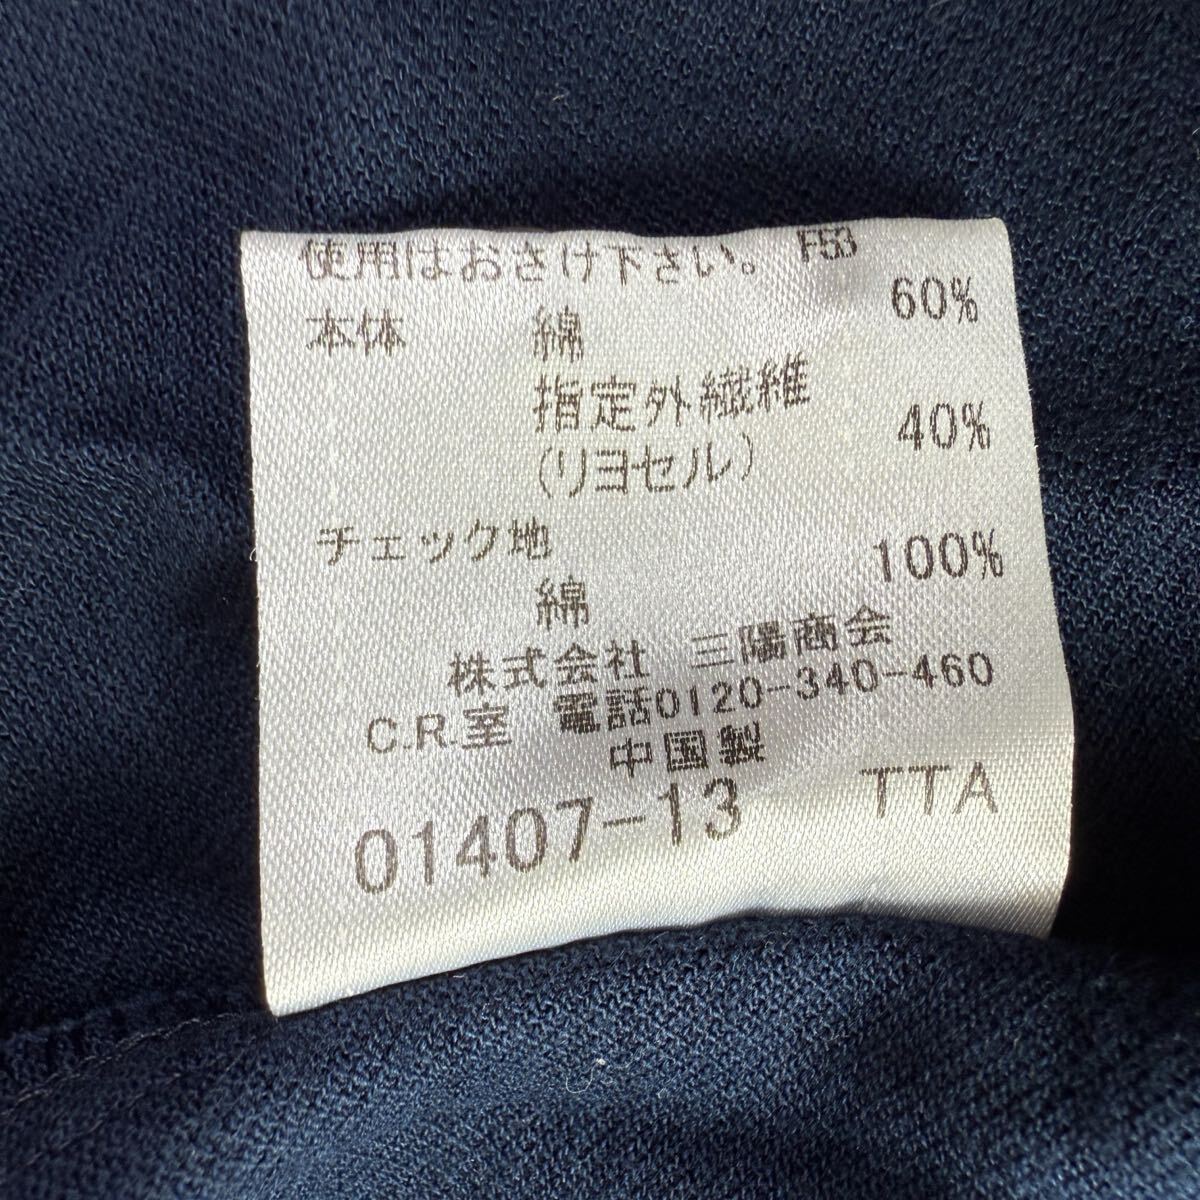 使用はおさけ下さい。 F53
本体 綿 60%
指定外繊維
(リヨセル) 40%
チェック地
綿 100%
株式会社 三陽商会
C.R.室 電話0120-340-460
中国製
01407-13 TTA